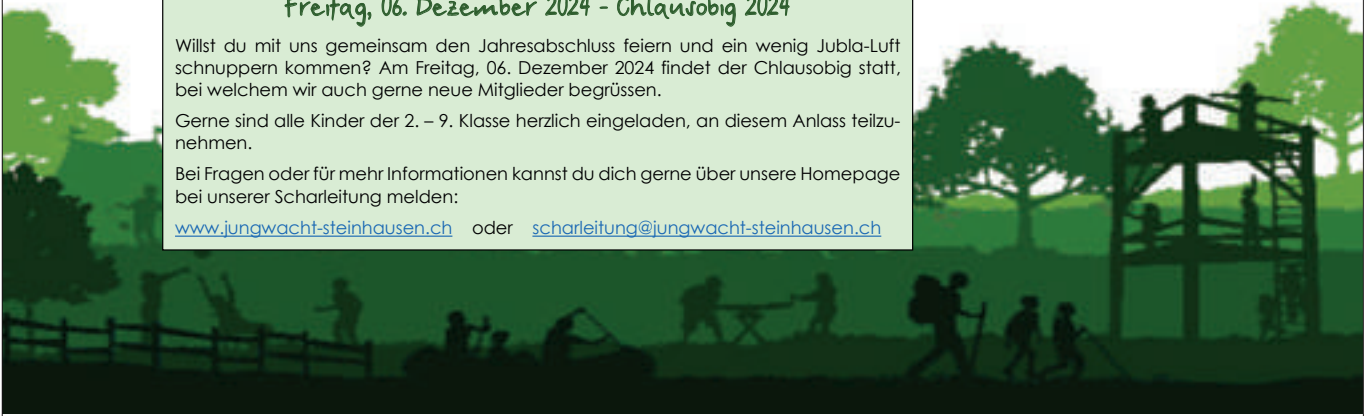 Freitag, 06. Dezember 2024 - Chlausobig 2024
Willst du mit uns gemeinsam den Jahresabschluss feiern und ein wenig Jubla-Luft
schnuppern kommen? Am Freitag, 06. Dezember 2024 findet der Chlausobig statt,
bei welchem wir auch gerne neue Mitglieder begrüssen.
Gerne sind alle Kinder der 2. – 9. Klasse herzlich eingeladen, an diesem Anlass teilzu-
nehmen.
Bei Fragen oder für mehr Informationen kannst du dich gerne über unsere Homepage
bei unserer Scharleitung melden:
www.jungwacht-steinhausen.ch oder scharleitung@jungwacht-steinhausen.ch